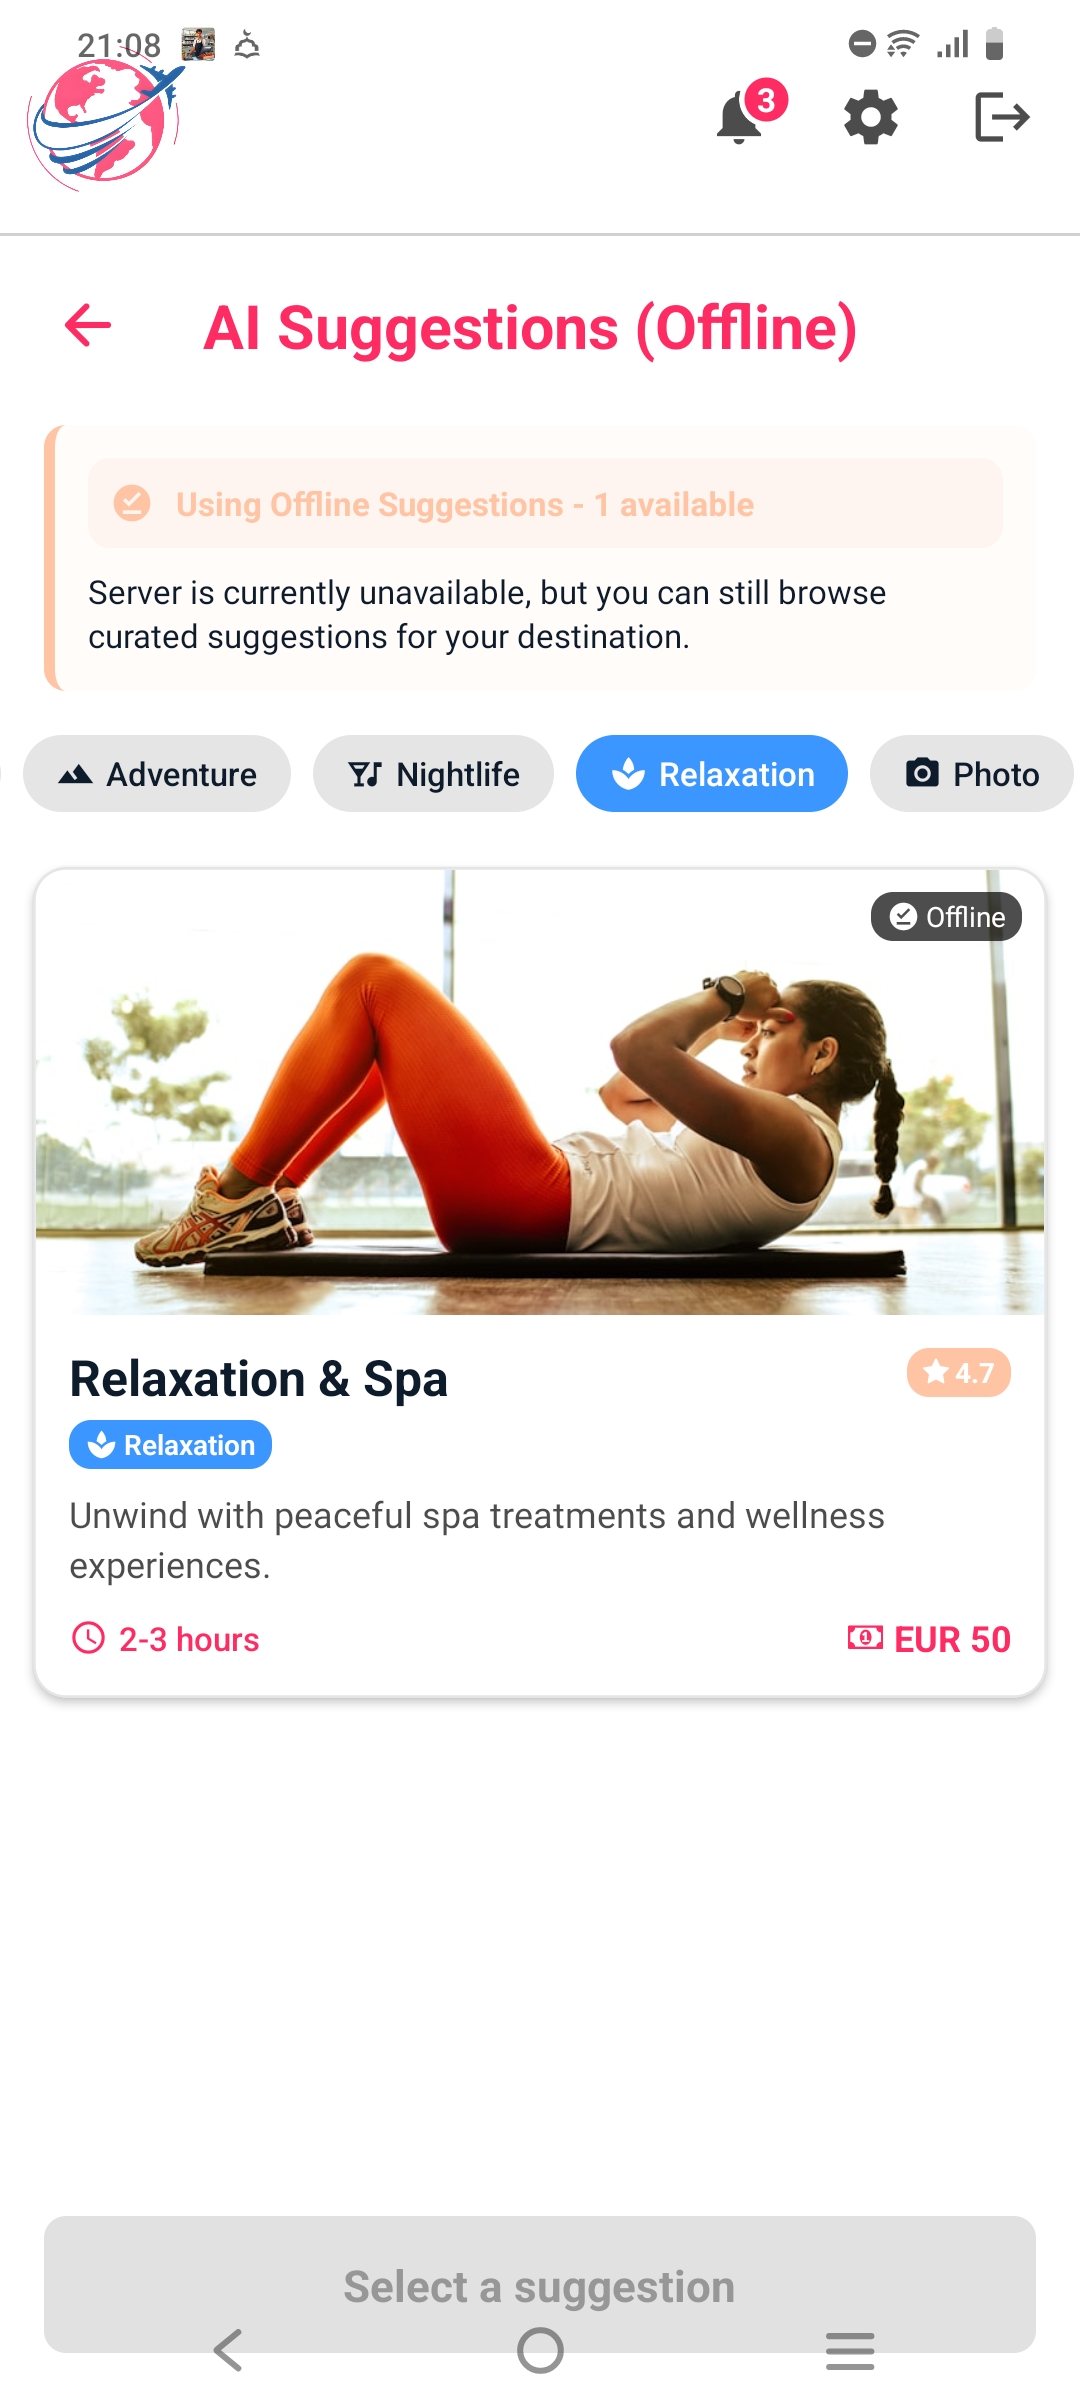 21:08
3
AI Suggestions (Offline)
Using Offline Suggestions - 1 available
Server is currently unavailable, but you can still browse
curated suggestions for your destination.
Adventure
Nightlife
Relaxation
Photo
Offline
Relaxation & Spa
4.7
Relaxation
Unwind with peaceful spa treatments and wellness
experiences.
2-3 hours
EUR 50
Select a suggestion